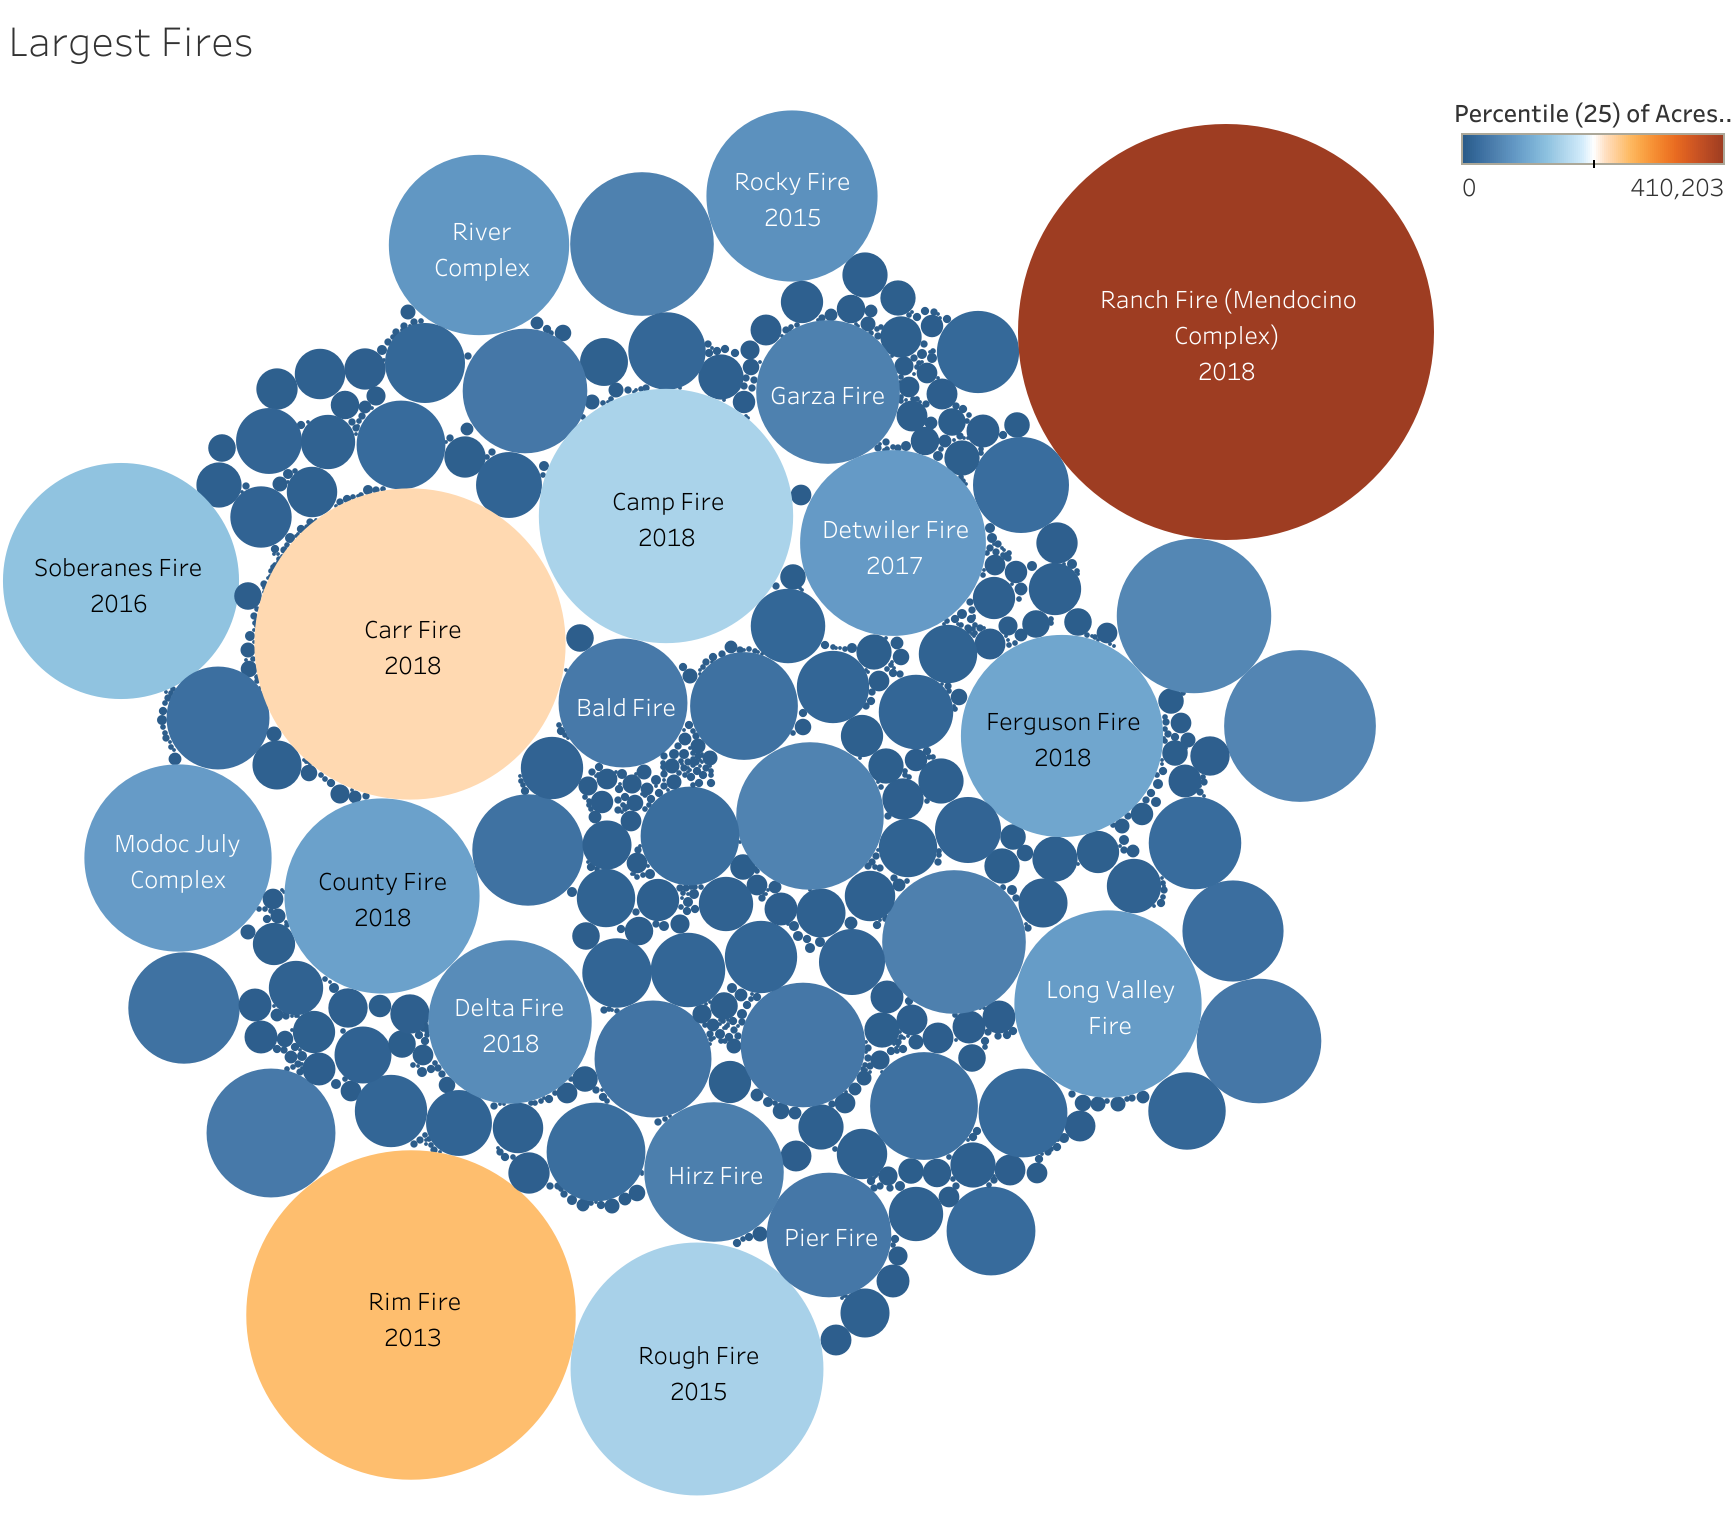 Largest Fires
Percentile (25) of Acres..
0
410,203
Rocky Fire
2015
River
Complex
Ranch Fire (Mendocino
Complex)
2018
Garza Fire
Camp Fire
2018
Detwiler Fire
2017
Soberanes Fire
2016
Carr Fire
2018
Bald Fire
Ferguson Fire
2018
Modoc July
Complex
County Fire
2018
Long Valley
Fire
Delta Fire
2018
Hirz Fire
Pier Fire
Rim Fire
2013
Rough Fire
2015